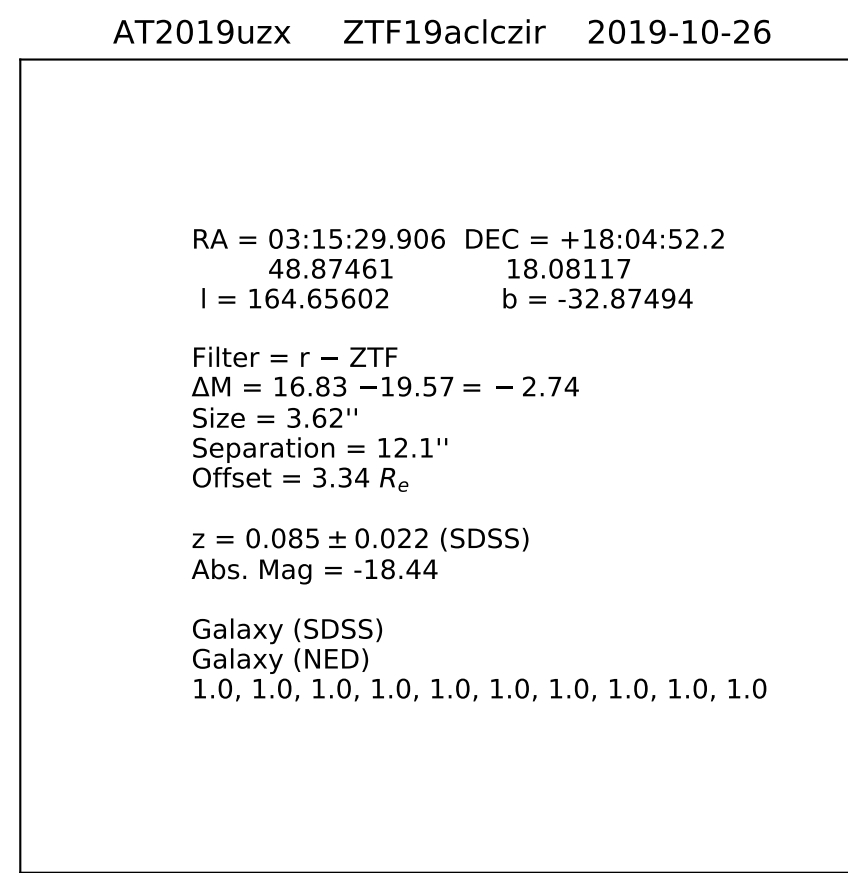 AT2019uzx ZTF19aclczir 2019-10-26
RA = 03:15:29.906 DEC = +18:04:52.2
48.87461 18.08117
l = 164.65602 b = -32.87494
Filter = r − ZTF
ΔM = 16.83 −19.57 = − 2.74
Size = 3.62''
Separation = 12.1''
Offset = 3.34 Rₑ
z = 0.085 ± 0.022 (SDSS)
Abs. Mag = -18.44
Galaxy (SDSS)
Galaxy (NED)
1.0, 1.0, 1.0, 1.0, 1.0, 1.0, 1.0, 1.0, 1.0, 1.0